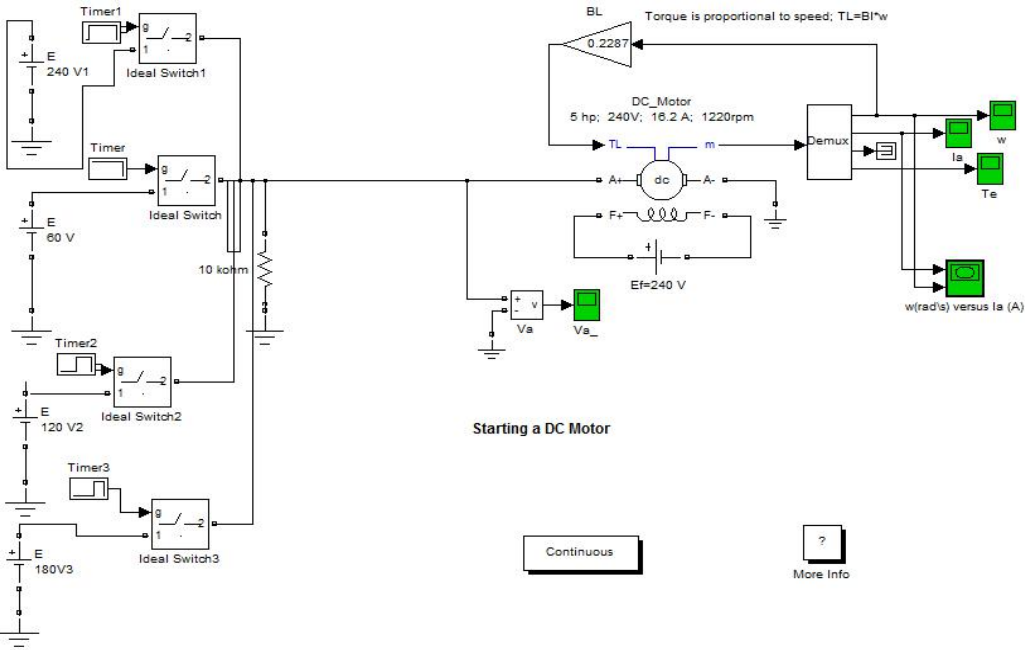 Timer1
g
1
2
Ideal Switch1
+
E
240 V1
Timer
g
1
2
Ideal Switch
+
E
60 V
10 kohm
Timer2
g
1
2
Ideal Switch2
+
E
120 V2
Timer3
g
1
2
Ideal Switch3
+
E
180V3
BL
0.2287
Torque is proportional to speed; TL=Bl*w
DC_Motor
5 hp; 240V; 16.2 A; 1220rpm
TL
m
A+
dc
A-
F+
F-
+
Ef=240 V
Demux
w
Ia
Te
w(rad\s) versus Ia (A)
+
-
v
Va
Va_
Starting a DC Motor
Continuous
?
More Info